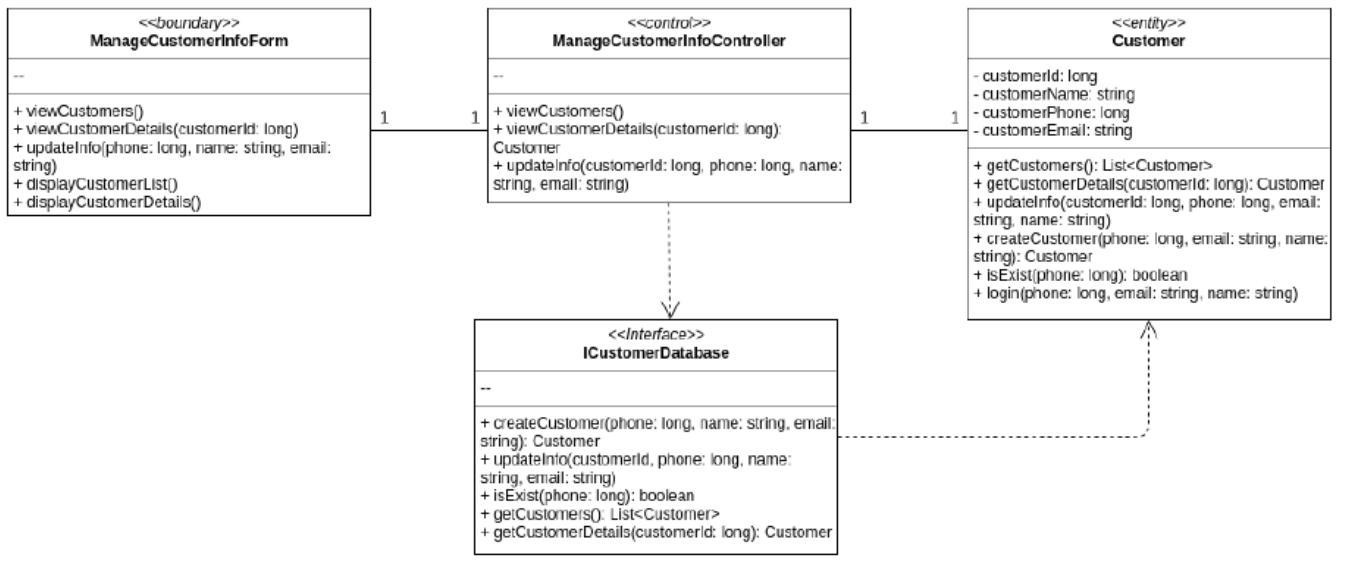 <<boundary>>
ManageCustomerInfoForm
--
+ viewCustomers()
+ viewCustomerDetails(customerId: long)
+ updateInfo(phone: long, name: string, email:
string)
+ displayCustomerList()
+ displayCustomerDetails()
1
1
<<control>>
ManageCustomerInfoController
--
+ viewCustomers()
+ viewCustomerDetails(customerId: long):
Customer
+ updateInfo(customerId: long, phone: long, name:
string, email: string)
1
1
<<entity>>
Customer
- customerId: long
- customerName: string
- customerPhone: long
- customerEmail: string
+ getCustomers(): List<Customer>
+ getCustomerDetails(customerId: long): Customer
+ updateInfo(customerId: long, phone: long, email:
string, name: string)
+ createCustomer(phone: long, email: string, name:
string): Customer
+ isExist(phone: long): boolean
+ login(phone: long, email: string, name: string)
<<Interface>>
ICustomerDatabase
--
+ createCustomer(phone: long, name: string, email:
string): Customer
+ updateInfo(customerId, phone: long, name:
string, email: string)
+ isExist(phone: long): boolean
+ getCustomers(): List<Customer>
+ getCustomerDetails(customerId: long): Customer